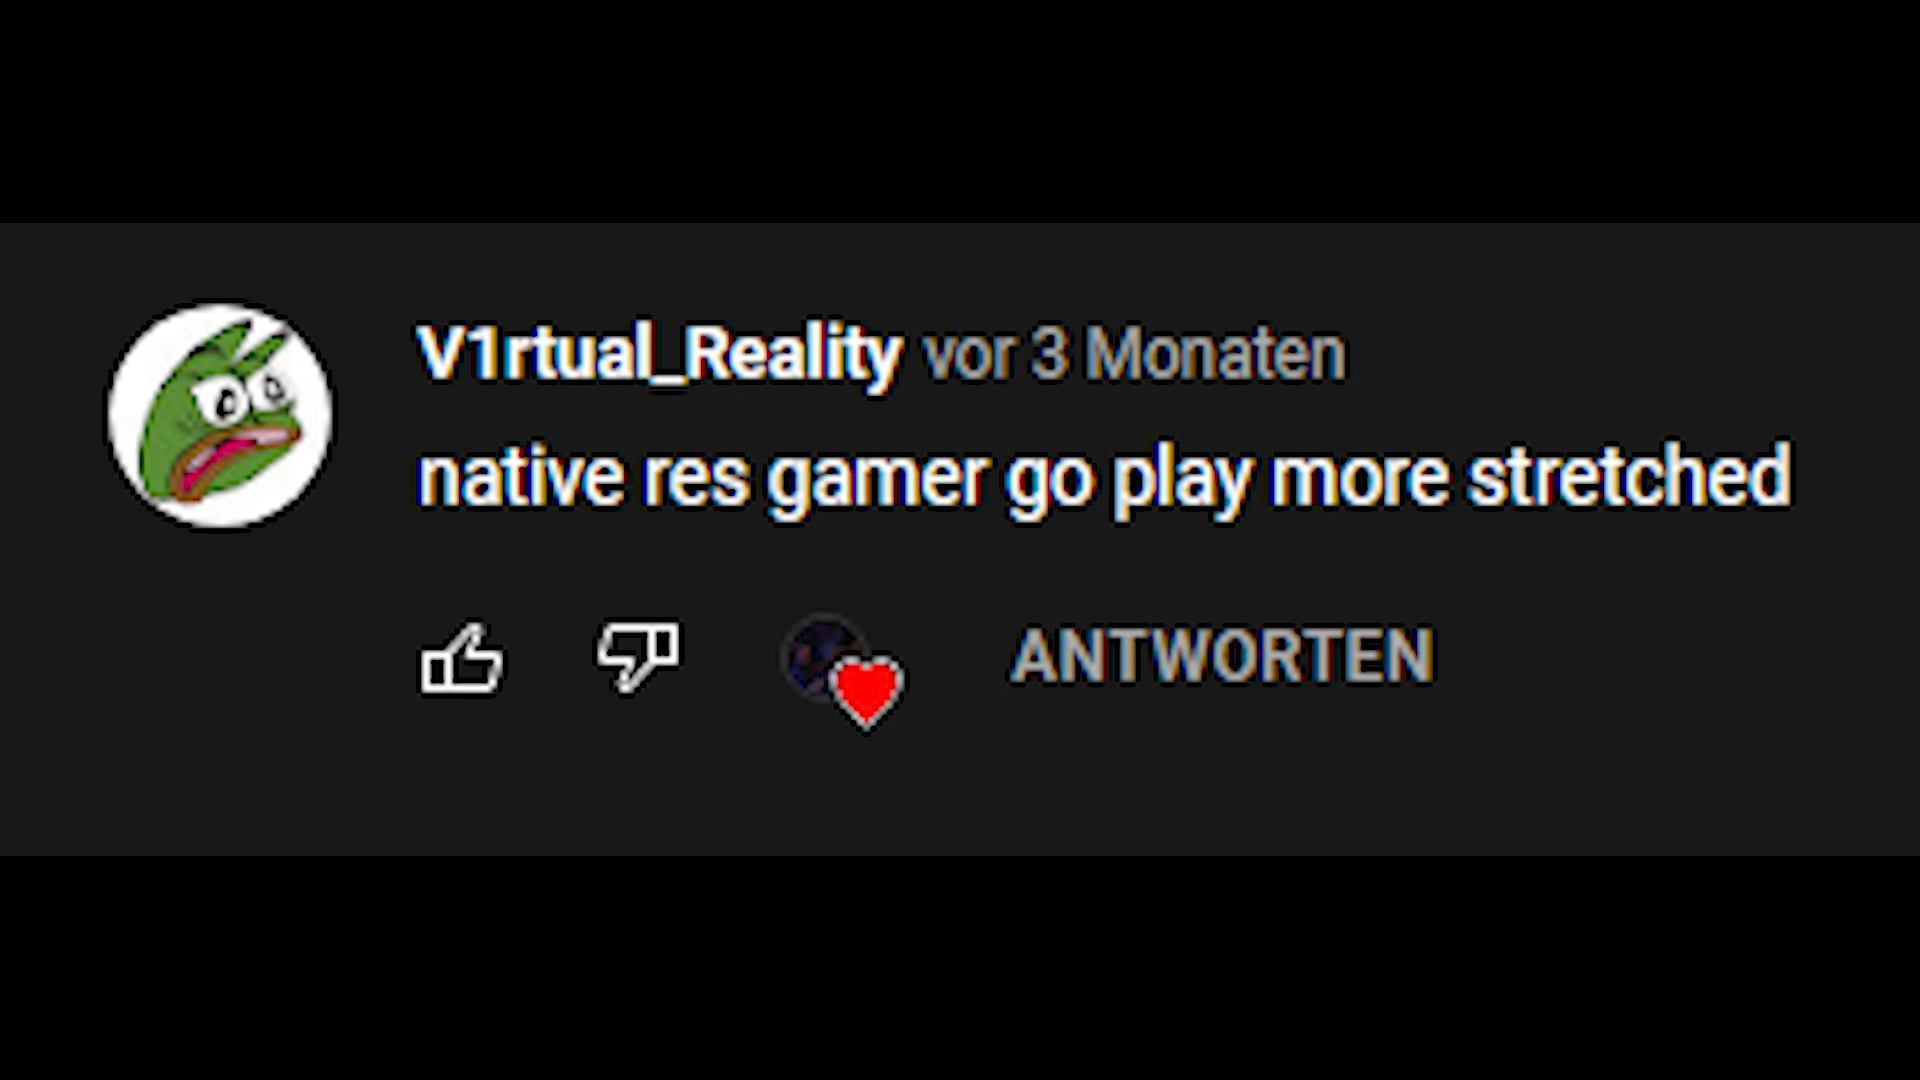 V1rtual_Reality vor 3 Monaten
native res gamer go play more stretched
ANTWORTEN